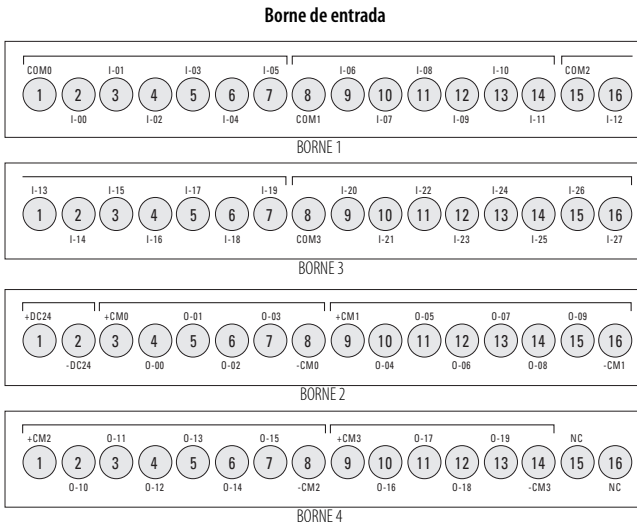 Borne de entrada
COM0 I-01 I-03 I-05 I-06 I-08 I-10 COM2
1 2 3 4 5 6 7 8 9 10 11 12 13 14 15 16
I-00 I-02 I-04 COM1 I-07 I-09 I-11 I-12
BORNE 1
I-13 I-15 I-17 I-19 I-20 I-22 I-24 I-26
1 2 3 4 5 6 7 8 9 10 11 12 13 14 15 16
I-14 I-16 I-18 COM3 I-21 I-23 I-25 I-27
BORNE 3
+DC24 +CM0 O-01 O-03 +CM1 O-05 O-07 O-09
1 2 3 4 5 6 7 8 9 10 11 12 13 14 15 16
-DC24 O-00 O-02 -CM0 O-04 O-06 O-08 -CM1
BORNE 2
+CM2 O-11 O-13 O-15 +CM3 O-17 O-19 NC
1 2 3 4 5 6 7 8 9 10 11 12 13 14 15 16
O-10 O-12 O-14 -CM2 O-16 O-18 -CM3 NC
BORNE 4